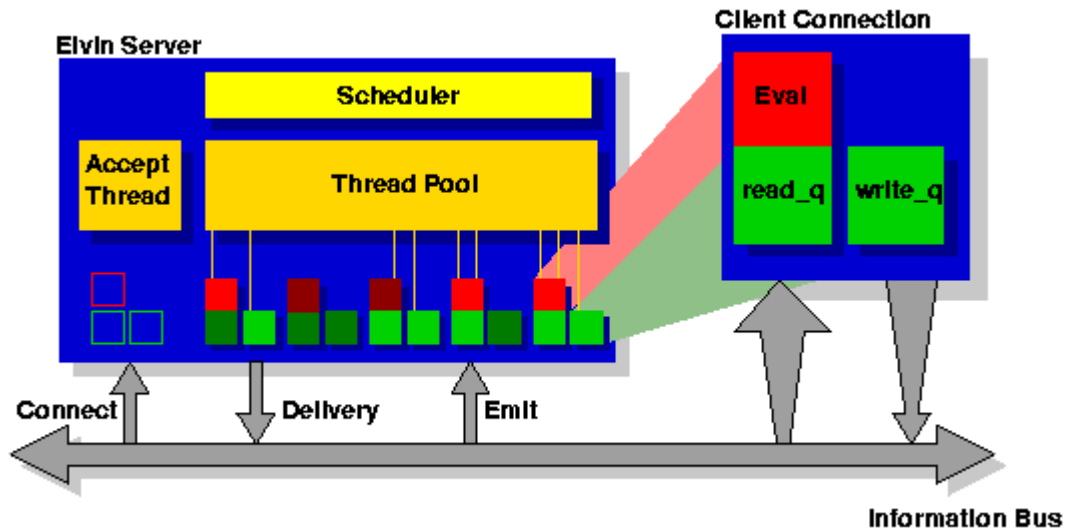 Client Connection
Elvin Server
Eval
Scheduler
Accept
Thread
Thread Pool
read_q
write_q
Connect
Delivery
Emit
Information Bus